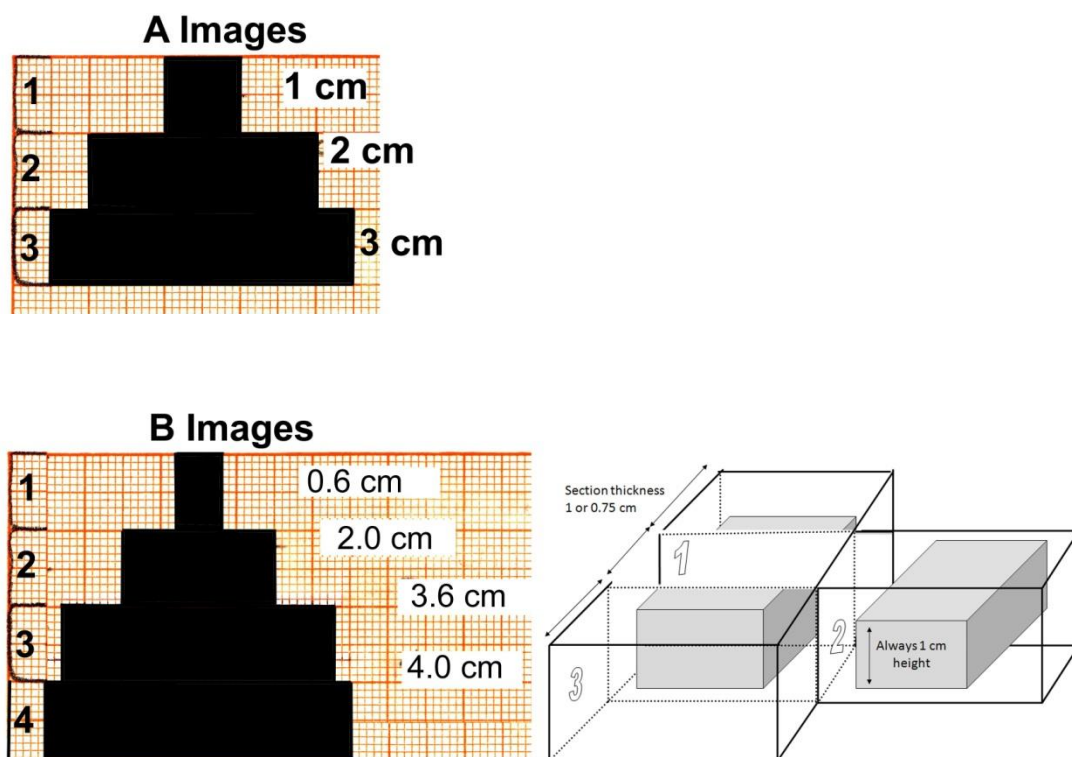 A Images
1
1 cm
2
2 cm
3
3 cm
B Images
1
0.6 cm
2
2.0 cm
3
3.6 cm
4.0 cm
4
Section thickness
1 or 0.75 cm
1
2
3
Always 1 cm
height